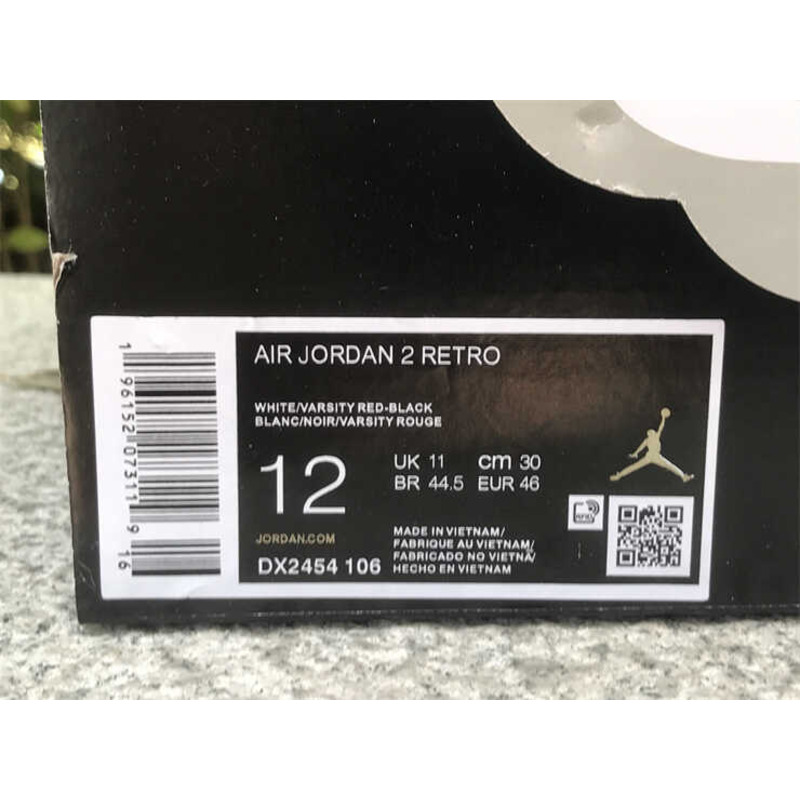 AIR JORDAN 2 RETRO
WHITE/VARSITY RED-BLACK
BLANC/NOIR/VARSITY ROUGE
12
UK 11 cm 30
BR 44.5 EUR 46
JORDAN.COM
DX2454 106
MADE IN VIETNAM/
FABRIQUE AU VIETNAM/
FABRICADO NO VIETNA/
HECHO EN VIETNAM
1 96152 07311 9 16